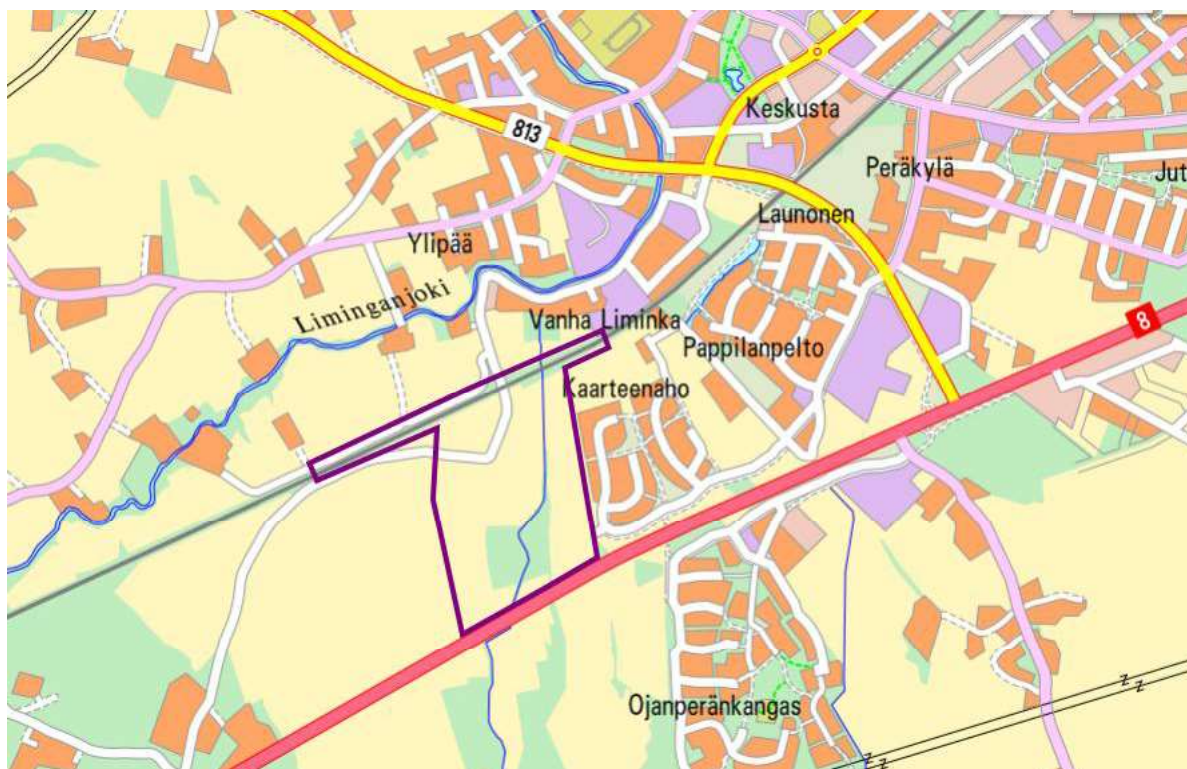 813
Keskusta
Peräkylä
Jut
Launonen
Ylipää
Liminganjoki
Vanha Liminka
8
Pappilanpelto
Kaarteenaho
Ojanperänkangas
z z
z z